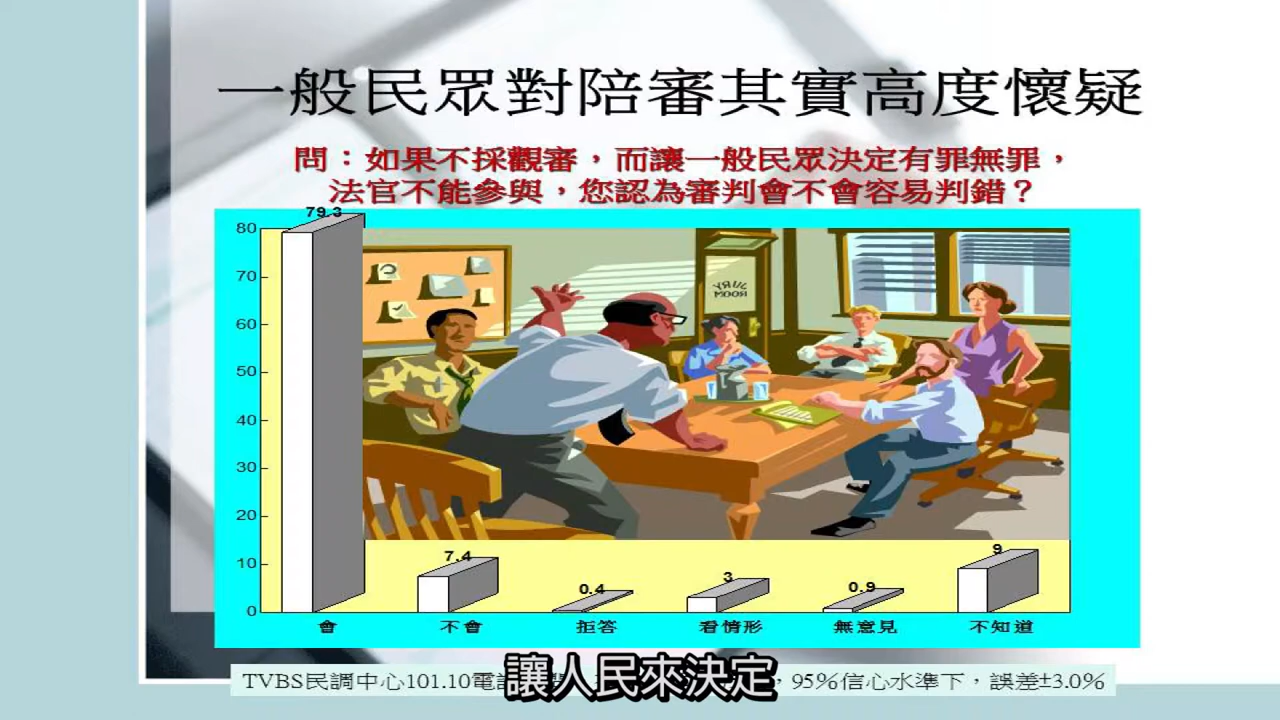 一般民眾對陪審其實高度懷疑
問：如果不採觀審，而讓一般民眾決定有罪無罪，
法官不能參與，您認為審判會不會容易判錯？
79.3
80
70
60
50
40
30
20
10
0
JURY
ROOM
7.4
0.4
3
0.9
9
會
不會
拒答
看情形
無意見
不知道
TVBS民調中心101.10電
，95%信心水準下，誤差±3.0%
讓人民來決定